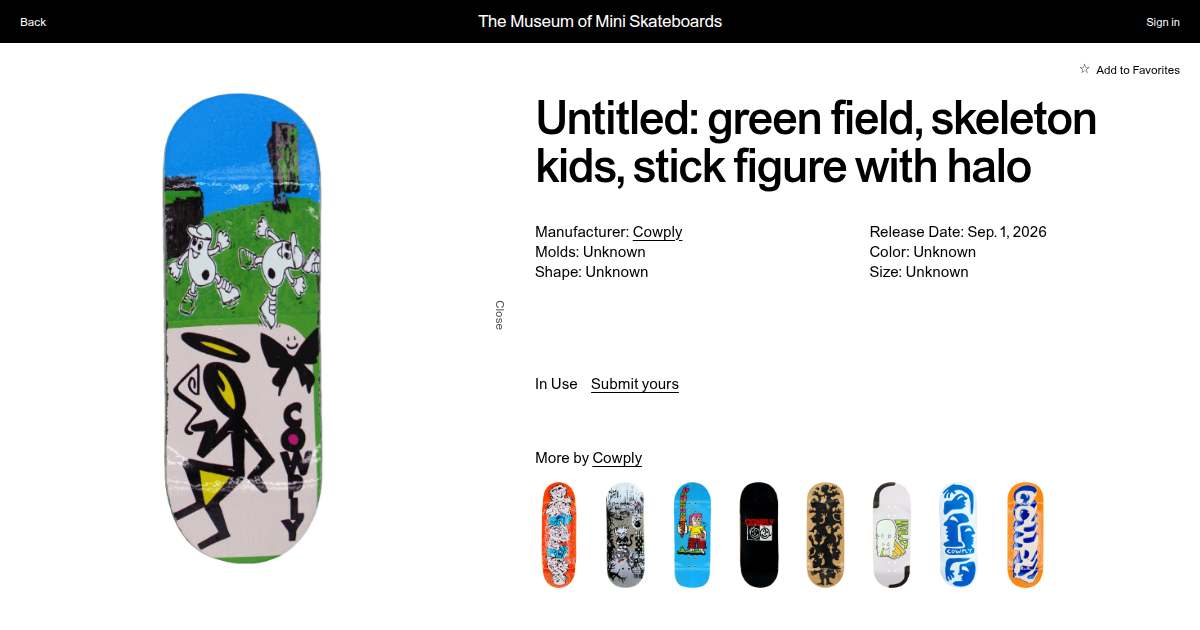 Back
The Museum of Mini Skateboards
Sign in
☆ Add to Favorites
Untitled: green field, skeleton
kids, stick figure with halo
Manufacturer: Cowply
Molds: Unknown
Shape: Unknown
Release Date: Sep. 1, 2026
Color: Unknown
Size: Unknown
Close
COWPLY
In Use
Submit yours
More by Cowply
COWPLY
COWPLY